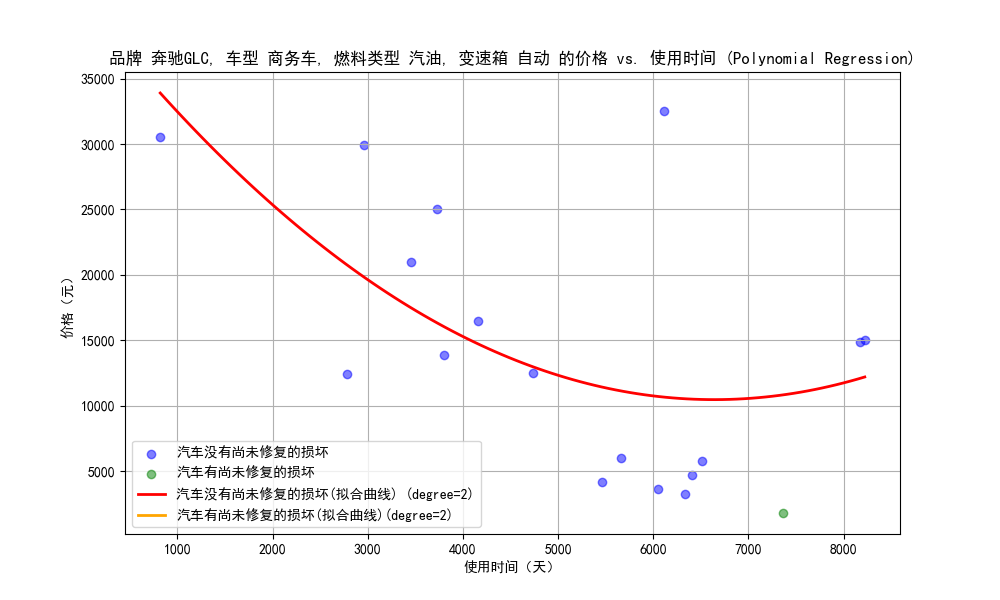 品牌 奔驰GLC, 车型 商务车, 燃料类型 汽油, 变速箱 自动 的价格 vs. 使用时间 (Polynomial Regression)
35000
30000
25000
20000
15000
10000
5000
价格（元）
汽车没有尚未修复的损坏
汽车有尚未修复的损坏
汽车没有尚未修复的损坏(拟合曲线) (degree=2)
汽车有尚未修复的损坏(拟合曲线)(degree=2)
1000 2000 3000 4000 5000 6000 7000 8000
使用时间（天）